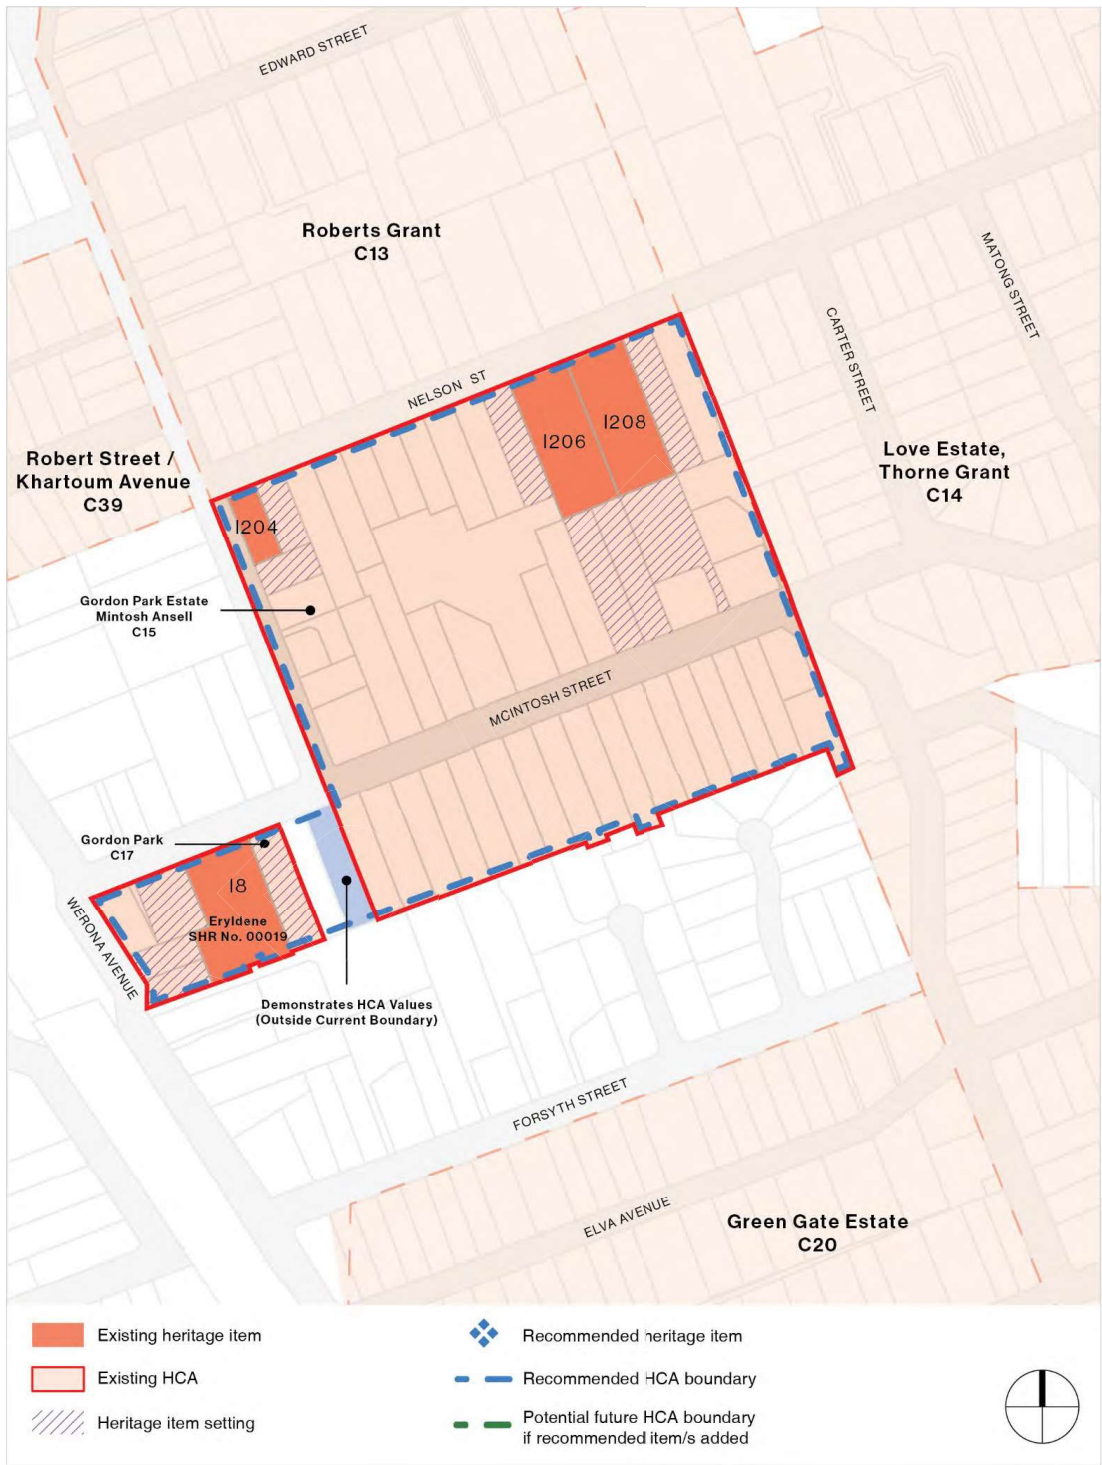 EDWARD STREET
Roberts Grant
C13
MATONG STREET
CARTER STREET
NELSON ST
I208
I206
Love Estate,
Thorne Grant
C14
Robert Street /
Khartoum Avenue
C39
I204
Gordon Park Estate
Mintosh Ansell
C15
MCINTOSH STREET
Gordon Park
C17
I8
Eryldene
SHR No. 00019
WERONA AVENUE
Demonstrates HCA Values
(Outside Current Boundary)
FORSYTH STREET
ELVA AVENUE
Green Gate Estate
C20
Existing heritage item
Existing HCA
Heritage item setting
Recommended heritage item
Recommended HCA boundary
Potential future HCA boundary
if recommended item/s added